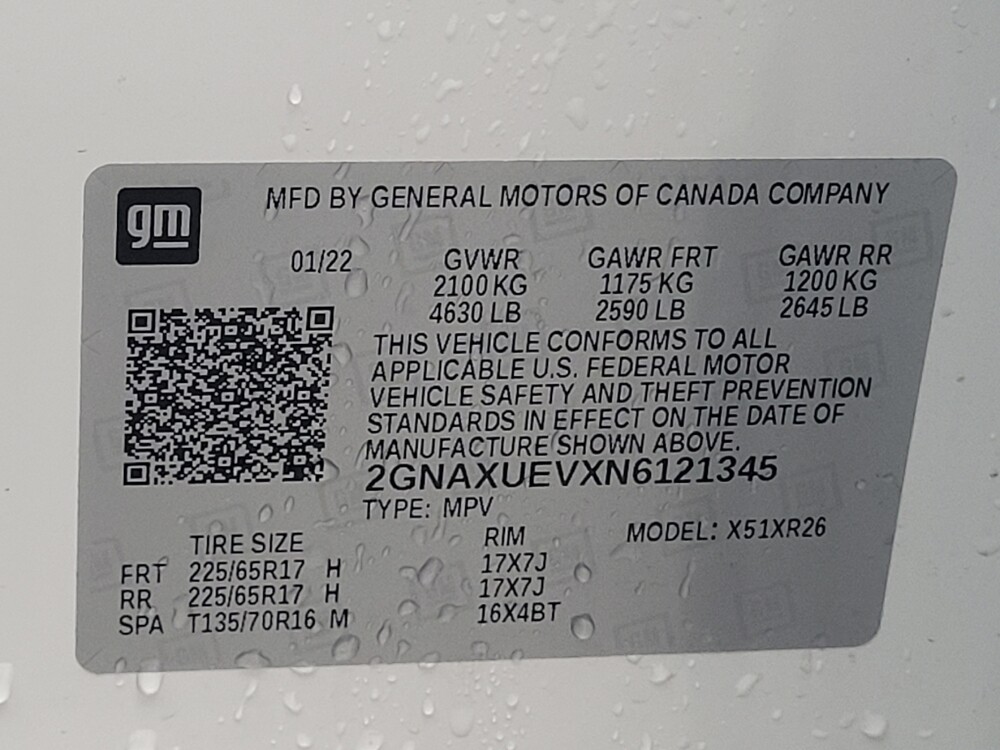 gm
MFD BY GENERAL MOTORS OF CANADA COMPANY
01/22 GVWR GAWR FRT GAWR RR
2100 KG 1175 KG 1200 KG
4630 LB 2590 LB 2645 LB
THIS VEHICLE CONFORMS TO ALL
APPLICABLE U.S. FEDERAL MOTOR
VEHICLE SAFETY AND THEFT PREVENTION
STANDARDS IN EFFECT ON THE DATE OF
MANUFACTURE SHOWN ABOVE.
2GNAXUEVXN6121345
TYPE: MPV
TIRE SIZE RIM MODEL: X51XR26
FRT 225/65R17 H 17X7J
RR 225/65R17 H 17X7J
SPA T135/70R16 M 16X4BT